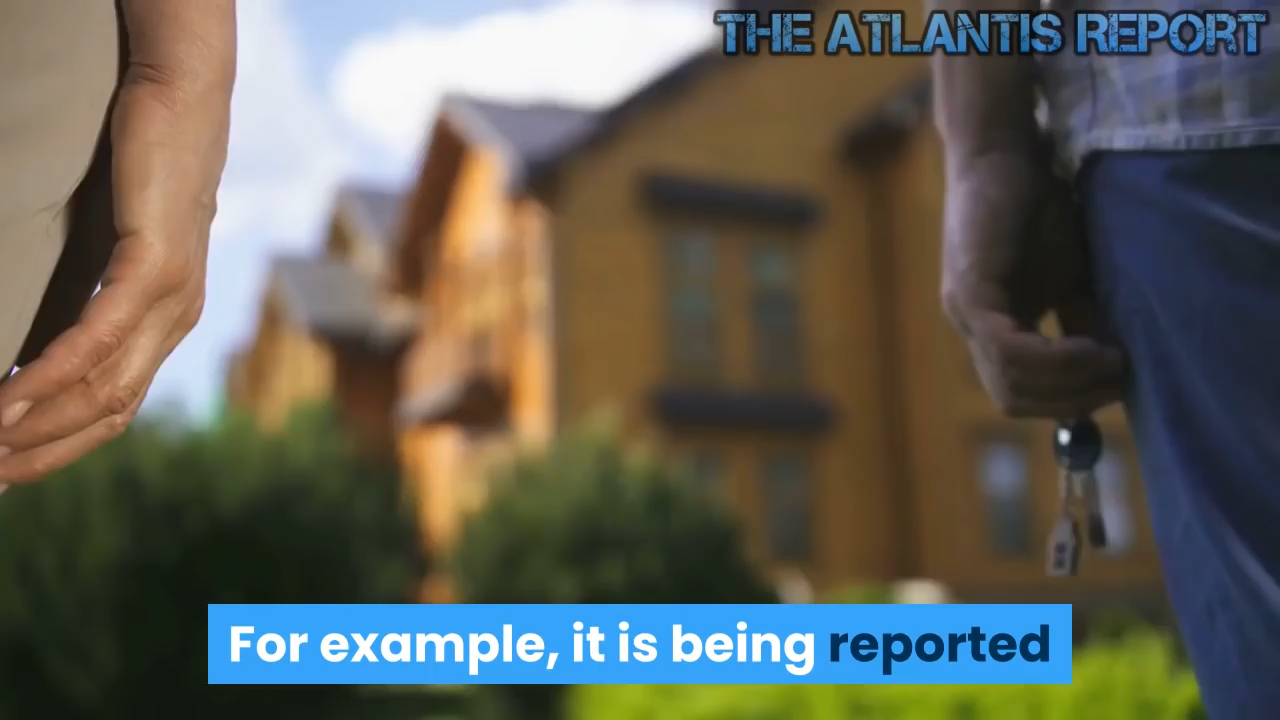 THE ATLANTIS REPORT
For example, it is being reported